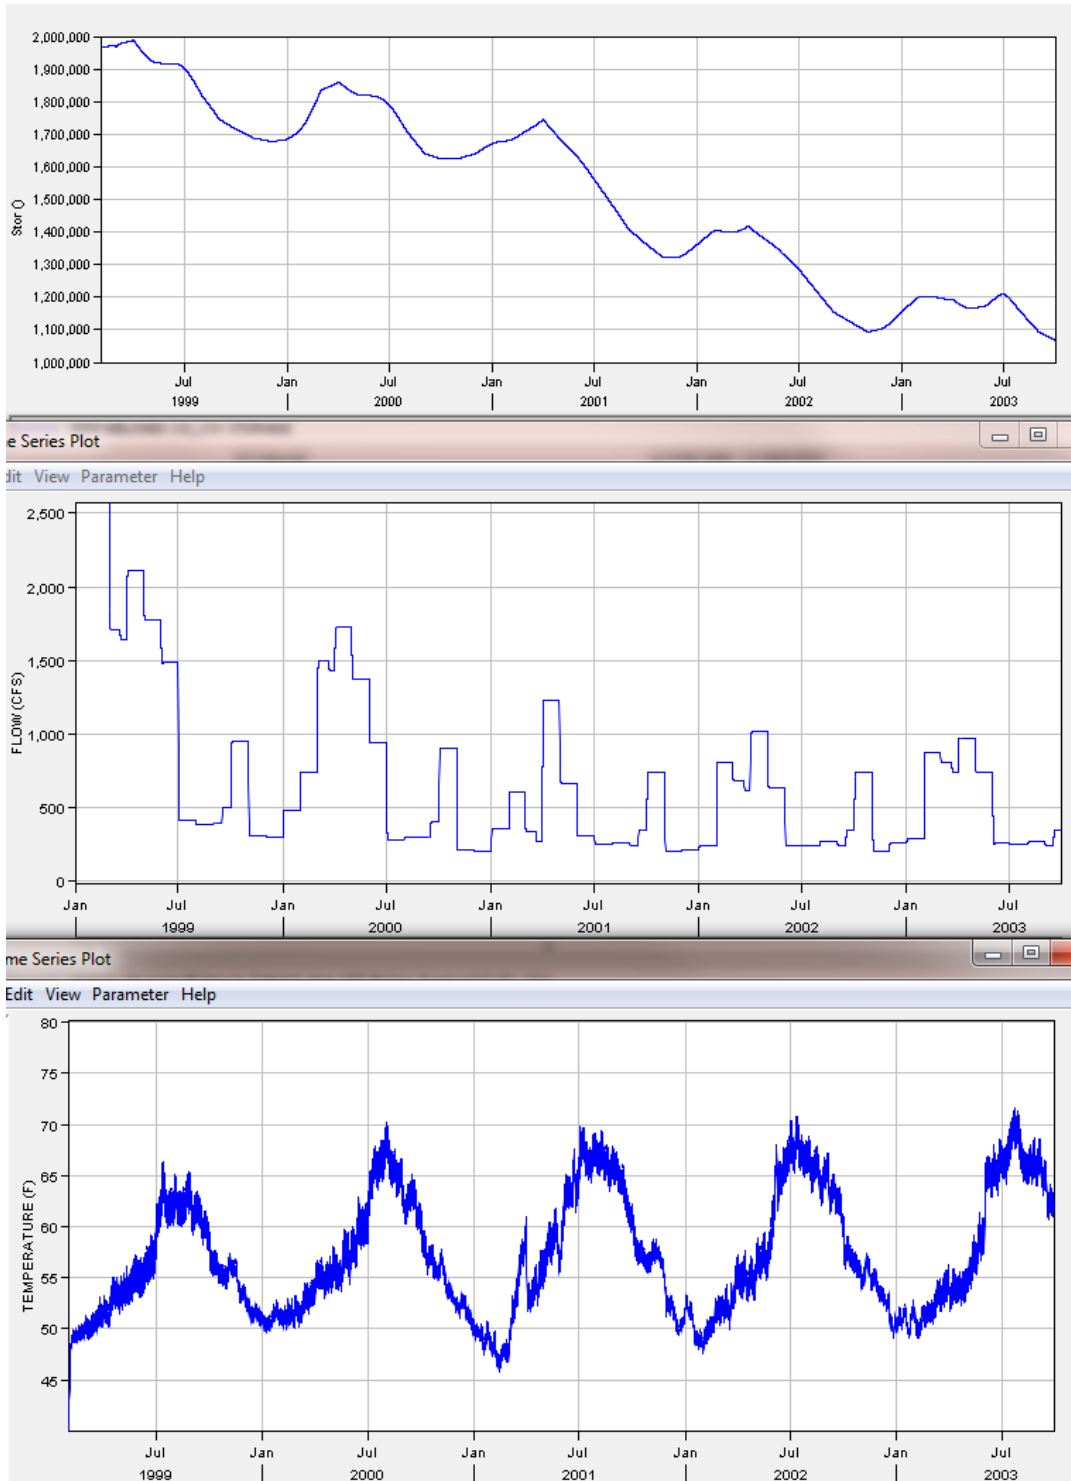 2,000,000
1,900,000
1,800,000
1,700,000
1,600,000
1,500,000
1,400,000
1,300,000
1,200,000
1,100,000
1,000,000
Stor ()
Jul Jan Jul Jan Jul Jan Jul Jan Jul
1999 2000 2001 2002 2003
e Series Plot
dit View Parameter Help
2,500
2,000
1,500
1,000
500
0
FLOW (CFS)
Jan Jul Jan Jul Jan Jul Jan Jul Jan Jul
1999 2000 2001 2002 2003
me Series Plot
Edit View Parameter Help
80
75
70
65
60
55
50
45
TEMPERATURE (F)
Jul Jan Jul Jan Jul Jan Jul Jan Jul
1999 2000 2001 2002 2003